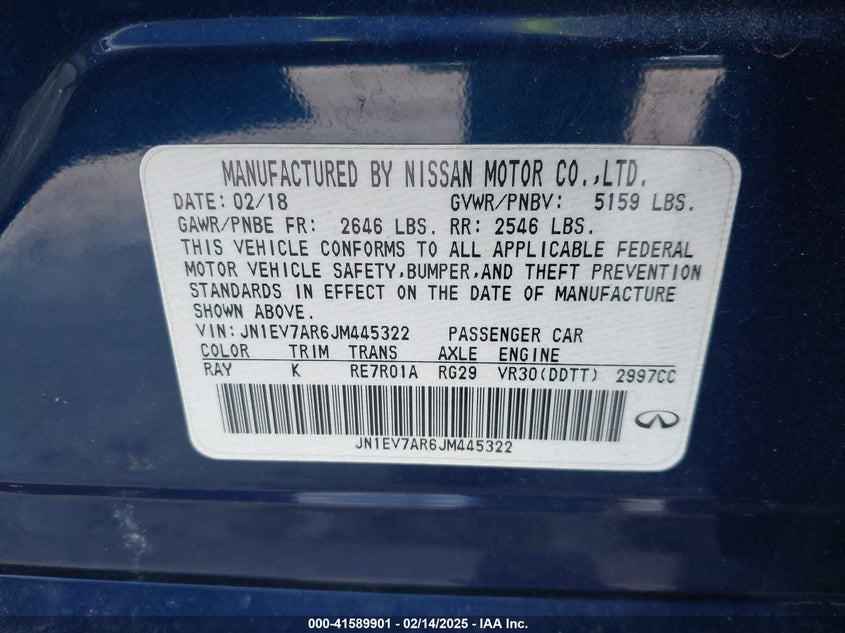 MANUFACTURED BY NISSAN MOTOR CO.,LTD.
DATE: 02/18 GVWR/PNBV: 5159 LBS.
GAWR/PNBE FR: 2646 LBS. RR: 2546 LBS.
THIS VEHICLE CONFORMS TO ALL APPLICABLE FEDERAL
MOTOR VEHICLE SAFETY,BUMPER,AND THEFT PREVENTION
STANDARDS IN EFFECT ON THE DATE OF MANUFACTURE
SHOWN ABOVE.
VIN:JN1EV7AR6JM445322 PASSENGER CAR
COLOR TRIM TRANS AXLE ENGINE
RAY K RE7R01A RG29 VR30(DDTT) 2997CC
JN1EV7AR6JM445322
000-41589901 - 02/14/2025 - IAA Inc.